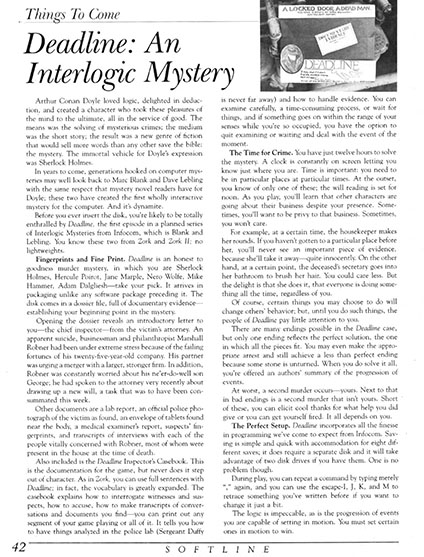 Things To Come
Deadline: An
Interlogic Mystery
A LOCKED DOOR. A DEAD MAN.
DEADLINE
Arthur Conan Doyle loved logic, delighted in deduc-
tion, and created a character who took these pleasures of
the mind to the ultimate, all in the service of good. The
means was the solving of mysterious crimes; the medium
was the short story; the result was a new genre of fiction
that would sell more words than any other save the bible:
the mystery. The immortal vehicle for Doyle's expression
was Sherlock Holmes.
In years to come, generations hooked on computer mys-
teries may well look back to Marc Blank and Dave Lebling
with the same respect that mystery novel readers have for
Doyle; these two have created the first wholly interactive
mystery for the computer. And it's dynamite.
Before you ever insert the disk, you're likely to be totally
enthralled by Deadline, the first episode in a planned series
of Interlogic Mysteries from Infocom, which is Blank and
Lebling. You know these two from Zork and Zork II; no
lightweights.
Fingerprints and Fine Print. Deadline is an honest to
goodness murder mystery, in which you are Sherlock
Holmes, Hercule Poirot, Jane Marple, Nero Wolfe, Mike
Hammer, Adam Dalgliesh—take your pick. It arrives in
packaging unlike any software package preceding it. The
disk comes in a dossier file, full of documentary evidence—
establishing your beginning point in the mystery.
Opening the dossier reveals an introductory letter to
you—the chief inspector—from the victim's attorney. An
apparent suicide, businessman and philanthropist Marshall
Robner had been under extreme stress because of the failing
fortunes of his twenty-five-year-old company. His partner
was urging a merger with a larger, stronger firm. In addition,
Robner was constantly worried about his ne'er-do-well son
George; he had spoken to the attorney very recently about
drawing up a new will, a task that was to have been con-
summated this week.
Other documents are a lab report, an official police pho-
tograph of the victim as found, an envelope of tablets found
near the body, a medical examiner's report, suspects' fin-
gerprints, and transcripts of interviews with each of the
people vitally concerned with Robner, most of whom were
present in the house at the time of death.
Also included is the Deadline Inspector's Casebook. This
is the documentation for the game, but never does it step
out of character. As in Zork, you can use full sentences with
Deadline; in fact, the vocabulary is greatly expanded. The
casebook explains how to interrogate witnesses and sus-
pects, how to accuse, how to make transcripts of conver-
sations and documents you find—you can print out any
segment of your game playing or all of it. It tells you how
to have things analyzed in the police lab (Sergeant Duffy
is never far away) and how to handle evidence. You can
examine carefully, a time-consuming process, or wait for
things, and if something goes on within the range of your
senses while you're so occupied, you have the option to
quit examining or waiting and deal with the event of the
moment.
The Time for Crime. You have just twelve hours to solve
the mystery. A clock is constantly on screen letting you
know just where you are. Time is important: you need to
be in particular places at particular times. At the outset,
you know of only one of these; the will reading is set for
noon. As you play, you'll learn that other characters are
going about their business despite your presence. Some-
times, you'll want to be privy to that business. Sometimes,
you won't care.
For example, at a certain time, the housekeeper makes
her rounds. If you haven't gotten to a particular place before
her, you'll never see an important piece of evidence,
because she'll take it away—quite innocently. On the other
hand, at a certain point, the deceased's secretary goes into
her bathroom to brush her hair. You could care less. But
the delight is that she does it, that everyone is doing some-
thing all the time, regardless of you.
Of course, certain things you may choose to do will
change others' behavior; but, until you do such things, the
people of Deadline pay little attention to you.
There are many endings possible in the Deadline case,
but only one ending reflects the perfect solution, the one
in which all the pieces fit. You may even make the appro-
priate arrest and still achieve a less than perfect ending
because some stone is unturned. When you do solve it all,
you're offered an authors' summary of the progression of
events.
At worst, a second murder occurs—yours. Next to that
in bad endings is a second murder that isn't yours. Short
of these, you can elicit cool thanks for what help you did
give or you can get yourself fired. It all depends on you.
The Perfect Setup. Deadline incorporates all the finesse
in programming we've come to expect from Infocom. Sav-
ing is simple and quick with accommodation for eight dif-
ferent saves; it does require a separate disk and it will take
advantage of two disk drives if you have them. One is no
problem though.
During play, you can repeat a command by typing merely
"," again, and you can use the escape-I, J, K, and M to
retrace something you've written before if you want to
change it just a bit.
The logic is impeccable, as is the progression of events
you are capable of setting in motion. You must set certain
ones in motion to win.
42
SOFTLINE